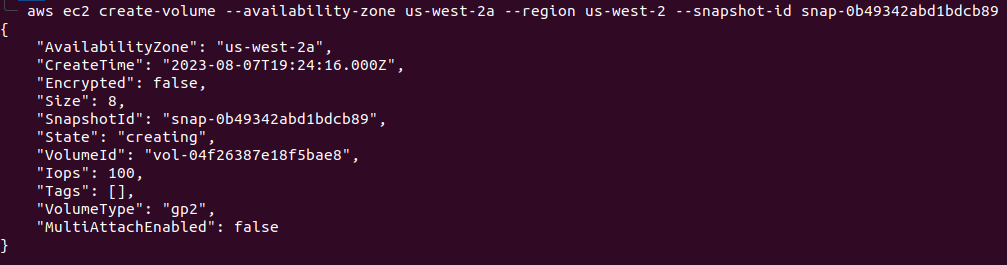 aws ec2 create-volume --availability-zone us-west-2a --region us-west-2 --snapshot-id snap-0b49342abd1bdcb89
{
    "AvailabilityZone": "us-west-2a",
    "CreateTime": "2023-08-07T19:24:16.000Z",
    "Encrypted": false,
    "Size": 8,
    "SnapshotId": "snap-0b49342abd1bdcb89",
    "State": "creating",
    "VolumeId": "vol-04f26387e18f5bae8",
    "Iops": 100,
    "Tags": [],
    "VolumeType": "gp2",
    "MultiAttachEnabled": false
}